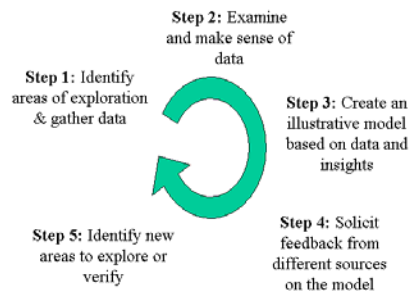 Step 1: Identify
areas of exploration
& gather data
Step 2: Examine
and make sense of
data
Step 3: Create an
illustrative model
based on data and
insights
Step 4: Solicit
feedback from
different sources
on the model
Step 5: Identify new
areas to explore or
verify